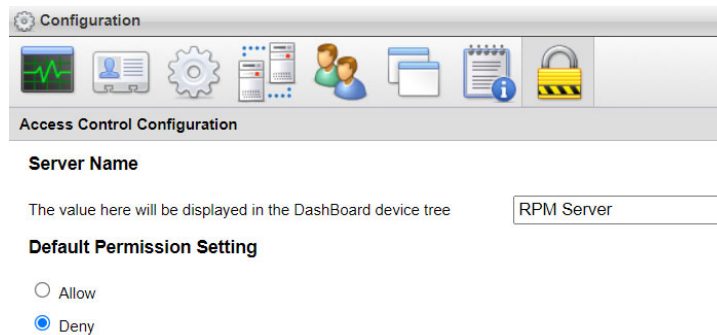 Configuration
Access Control Configuration
Server Name
The value here will be displayed in the DashBoard device tree
RPM Server
Default Permission Setting
Allow
Deny